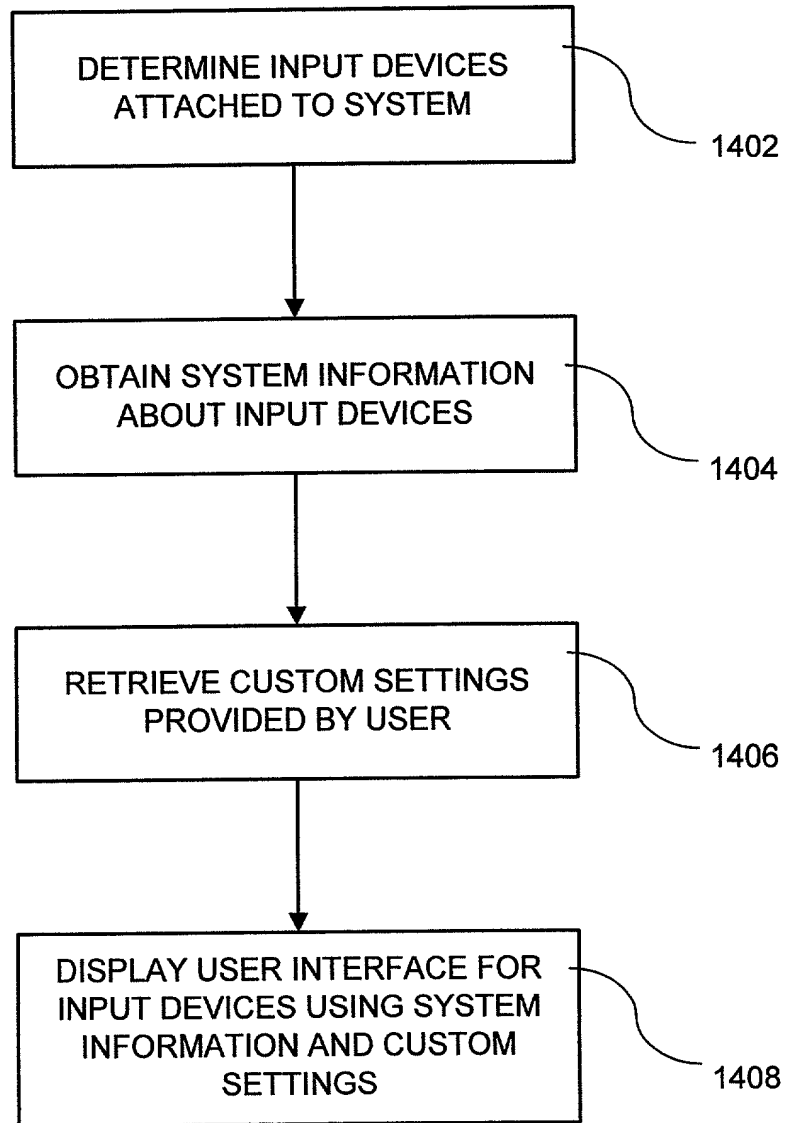 DETERMINE INPUT DEVICES
ATTACHED TO SYSTEM
1402
OBTAIN SYSTEM INFORMATION
ABOUT INPUT DEVICES
1404
RETRIEVE CUSTOM SETTINGS
PROVIDED BY USER
1406
DISPLAY USER INTERFACE FOR
INPUT DEVICES USING SYSTEM
INFORMATION AND CUSTOM
SETTINGS
1408